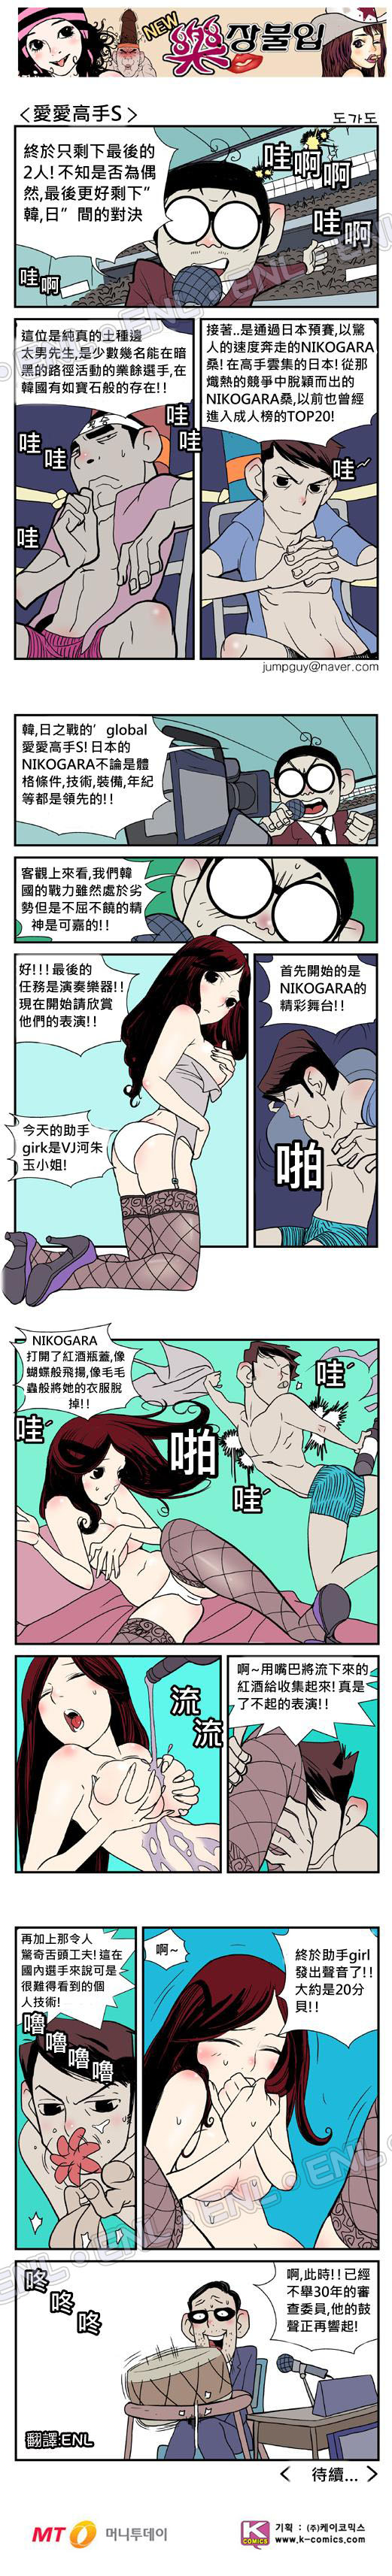 NEW 樂장불입
<愛愛高手S>
도가도
終於只剩下最後的
2人!不知是否為偶
然,最後更好剩下”
韓,日”間的對決
哇啊啊
哇啊
哇啊
這位是純真的土種邊
太男先生,是少數幾名能在暗
黑的路徑活動的業餘選手,在
韓國有如寶石般的存在!!
哇
哇
哇
哇
哇
接著..是通過日本預賽,以驚
人的速度奔走的NIKOGARA
桑!在高手雲集的日本!從那
熾熱的競爭中脫穎而出的
NIKOGARA桑,以前也曾經
進入成人榜的TOP20!
哇~
jumpguy@naver.com
韓,日之戰的’global
愛愛高手S!日本的
NIKOGARA不論是體
格條件,技術,裝備,年紀
等都是領先的!!
客觀上來看,我們韓
國的戰力雖然處於劣
勢但是不屈不饒的精
神是可嘉的!!
好!!!最後的
任務是演奏樂器!!
現在開始請欣賞
他們的表演!!
今天的助手
girk是VJ河朱
玉小姐!
首先開始的是
NIKOGARA的
精彩舞台!!
啪
NIKOGARA
打開了紅酒瓶蓋,像
蝴蝶般飛揚,像毛毛
蟲般將她的衣服脫
掉!!
哇
哇
啪
哇
流
流
啊~用嘴巴將流下來的
紅酒給收集起來!真是
了不起的表演!!
再加上那令人
驚奇舌頭工夫!這在
國內選手來說可是
很難得看到的個
人技術!
嚕嚕嚕嚕
啊~
終於助手girl
發出聲音了!!
大約是20分
貝!!
咚
咚
咚
啊,此時!!已經
不舉30年的審
查委員,他的鼓
聲正再響起!
翻譯:ENL
< 待續... >
MTO 머니투데이
K COMICS
기획 : (주)케이코믹스
www.k-comics.com
ENL
ENL
ENL
ENL
ENL
ENL